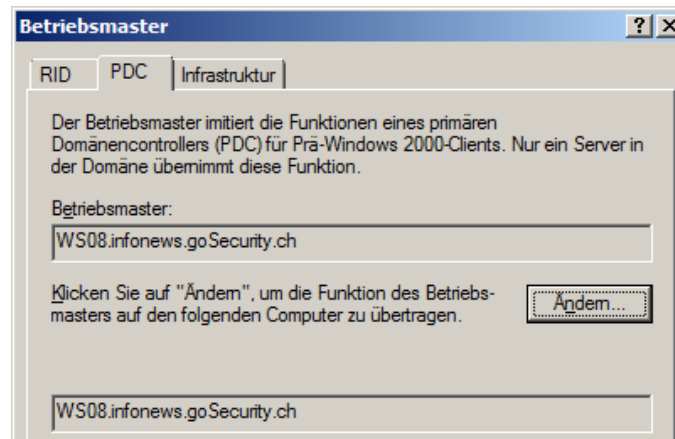 Betriebsmaster
RID PDC Infrastruktur
Der Betriebsmaster imitiert die Funktionen eines primären
Domänencontrollers (PDC) für Prä-Windows 2000-Clients. Nur ein Server in
der Domäne übernimmt diese Funktion.
Betriebsmaster:
WS08.infonews.goSecurity.ch
Klicken Sie auf "Ändern", um die Funktion des Betriebs-
masters auf den folgenden Computer zu übertragen.
Ändern...
WS08.infonews.goSecurity.ch